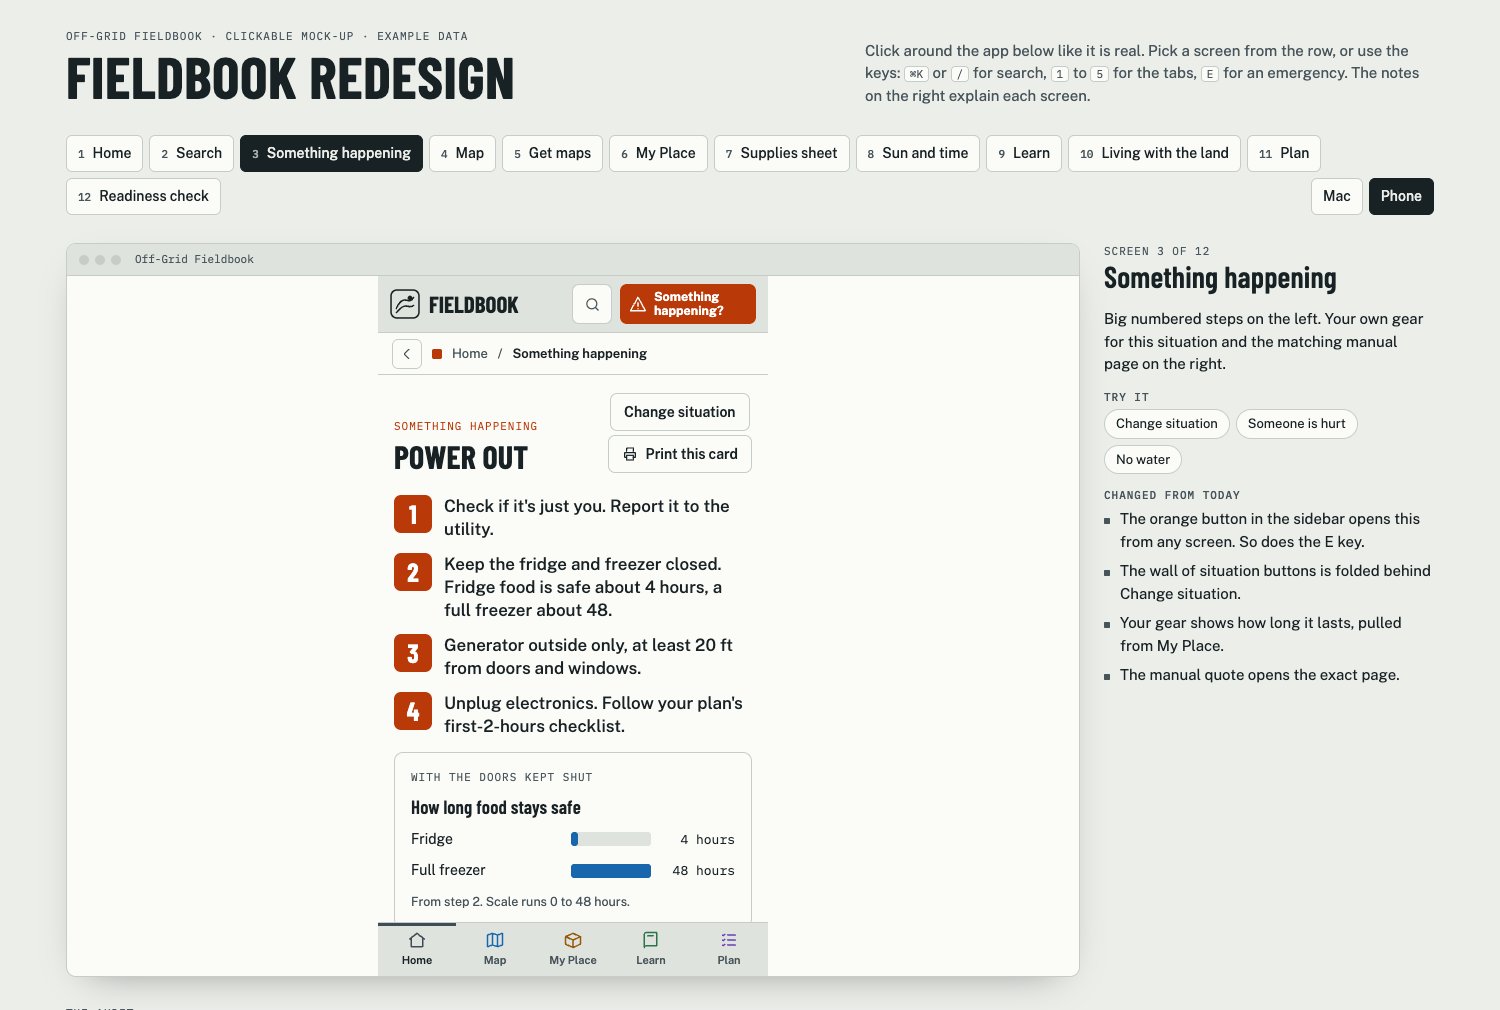 OFF-GRID FIELDBOOK · CLICKABLE MOCK-UP · EXAMPLE DATA
FIELDBOOK REDESIGN
Click around the app below like it is real. Pick a screen from the row, or use the
keys: ⌘K or / for search, 1 to 5 for the tabs, E for an emergency. The notes
on the right explain each screen.
1 Home
2 Search
3 Something happening
4 Map
5 Get maps
6 My Place
7 Supplies sheet
8 Sun and time
9 Learn
10 Living with the land
11 Plan
12 Readiness check
Mac
Phone
Off-Grid Fieldbook
FIELDBOOK
Something
happening?
Home / Something happening
SOMETHING HAPPENING
POWER OUT
Change situation
Print this card
1 Check if it's just you. Report it to the
utility.
2 Keep the fridge and freezer closed.
Fridge food is safe about 4 hours, a
full freezer about 48.
3 Generator outside only, at least 20 ft
from doors and windows.
4 Unplug electronics. Follow your plan's
first-2-hours checklist.
WITH THE DOORS KEPT SHUT
How long food stays safe
Fridge 4 hours
Full freezer 48 hours
From step 2. Scale runs 0 to 48 hours.
Home
Map
My Place
Learn
Plan
SCREEN 3 OF 12
Something happening
Big numbered steps on the left. Your own gear
for this situation and the matching manual
page on the right.
TRY IT
Change situation
Someone is hurt
No water
CHANGED FROM TODAY
The orange button in the sidebar opens this
from any screen. So does the E key.
The wall of situation buttons is folded behind
Change situation.
Your gear shows how long it lasts, pulled
from My Place.
The manual quote opens the exact page.